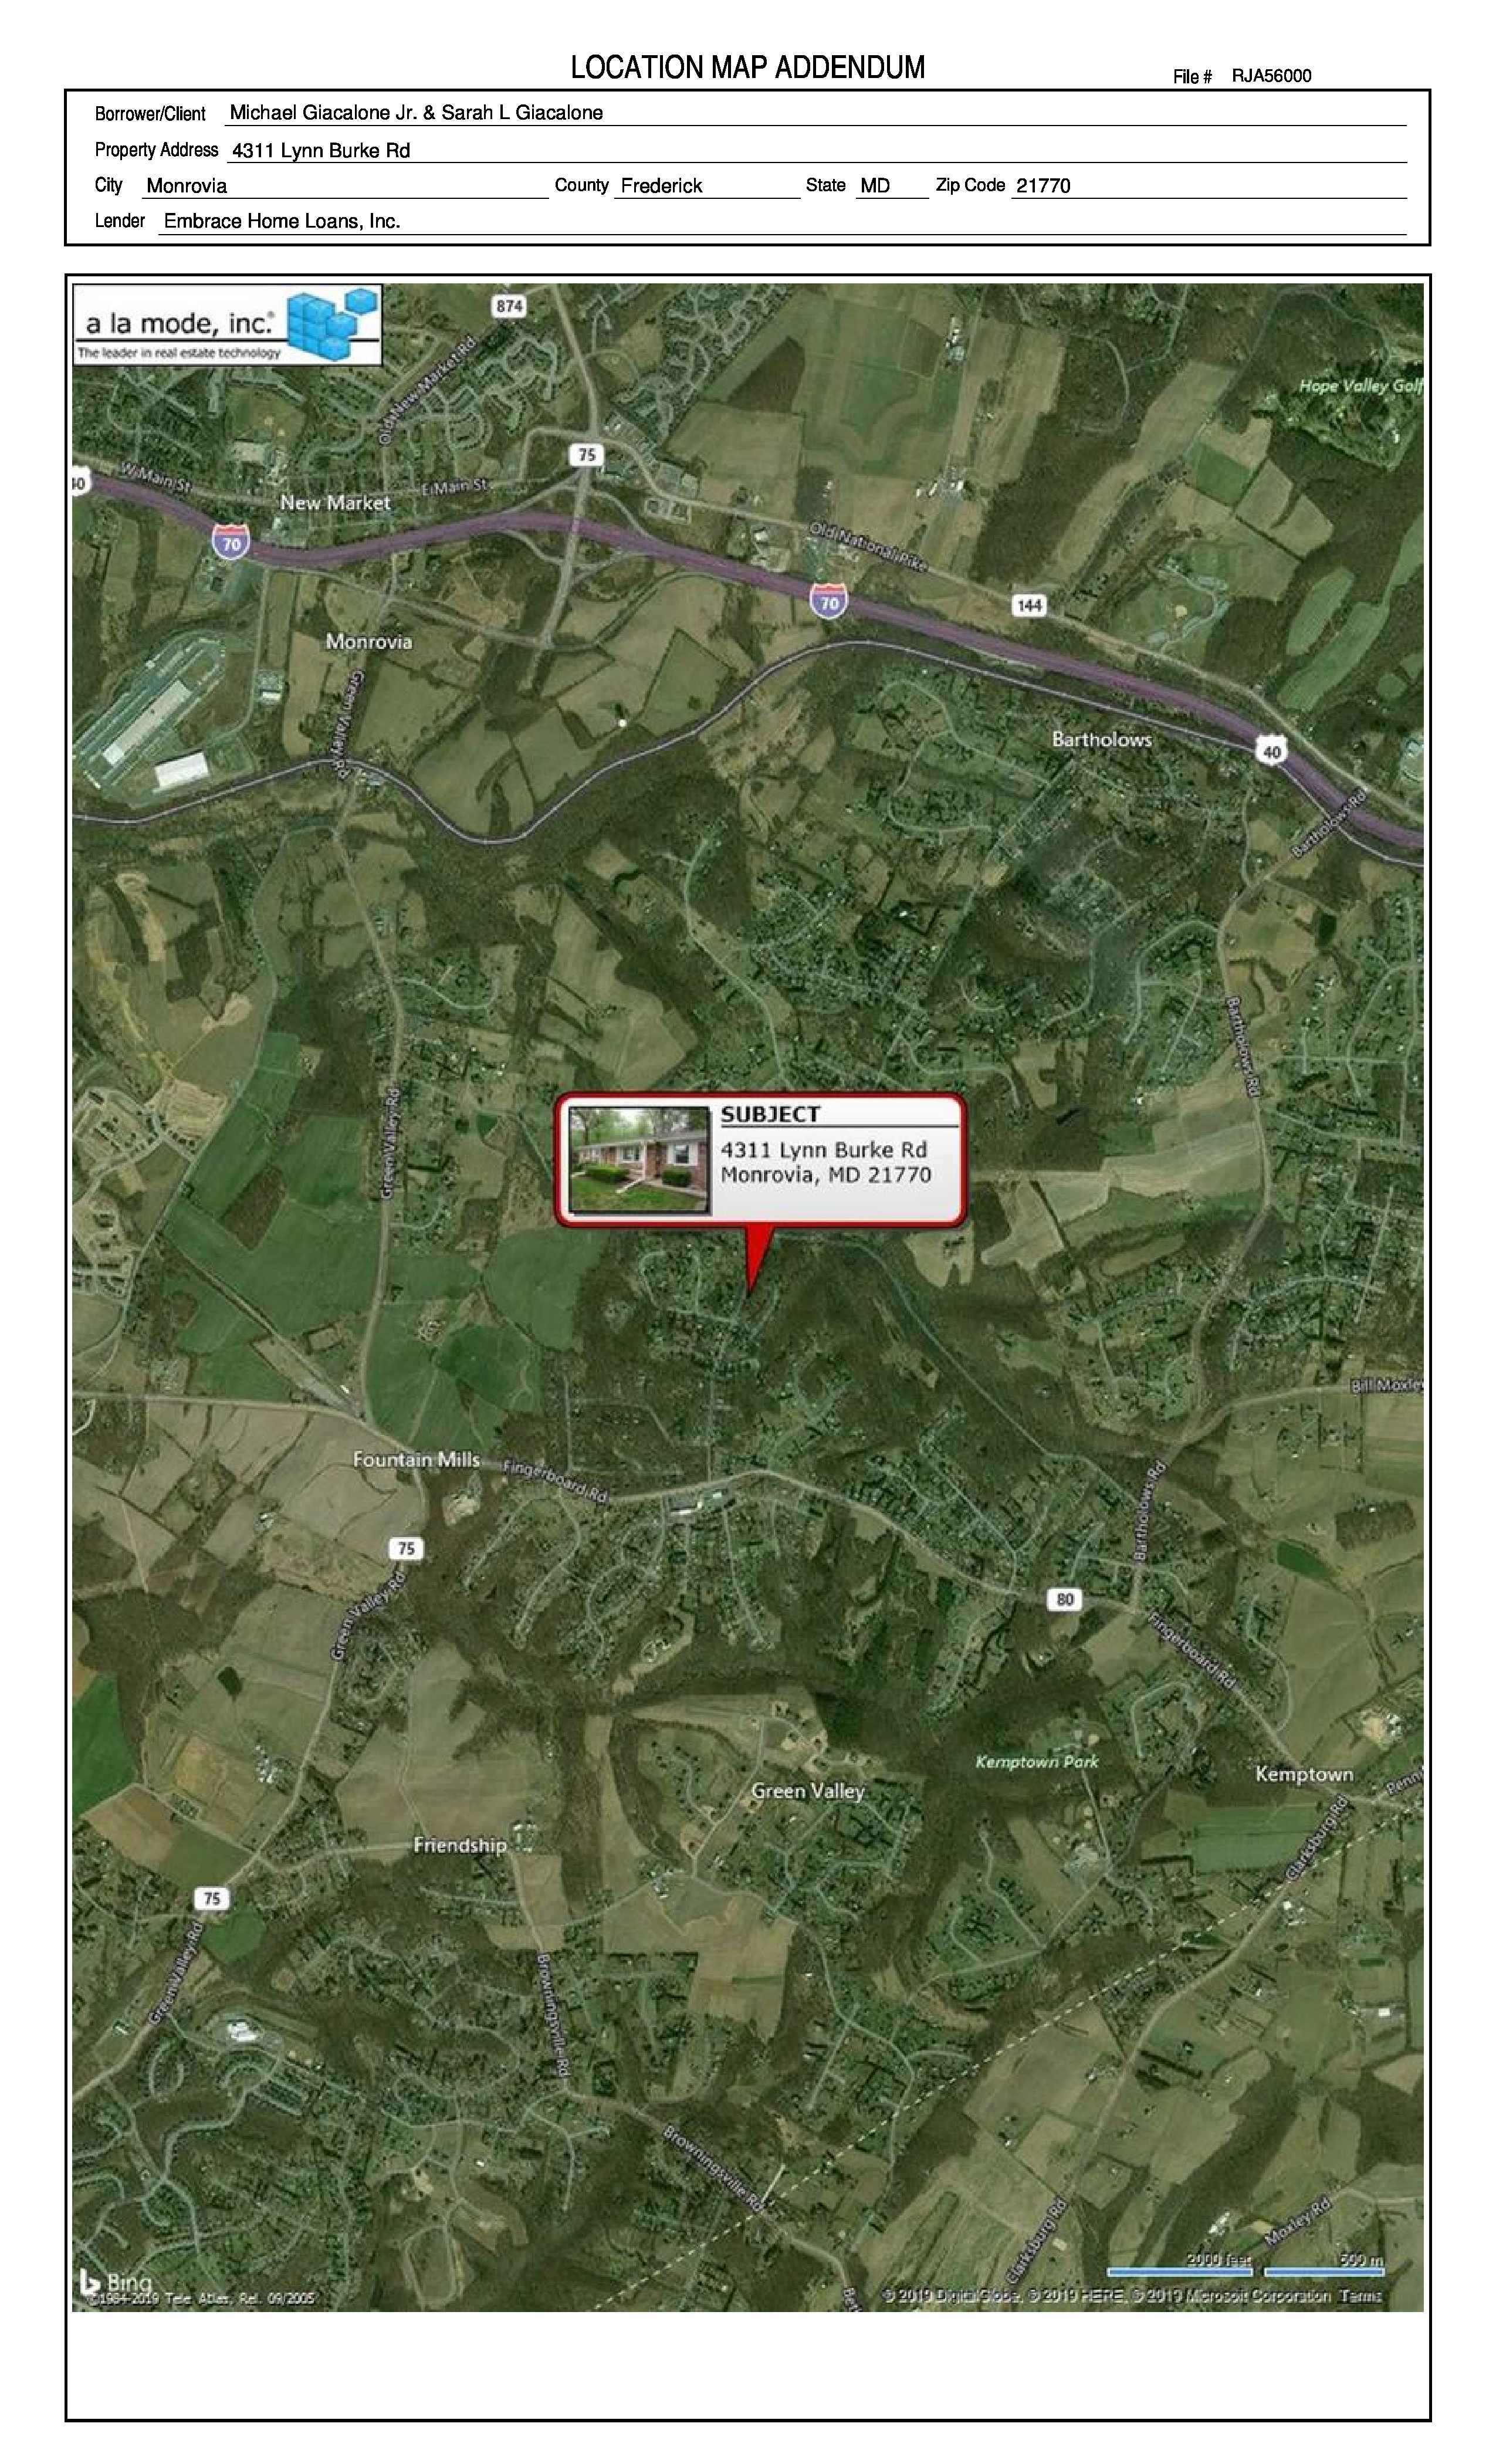 LOCATION MAP ADDENDUM
File # RJA56000
Borrower/Client Michael Giacalone Jr. & Sarah L Giacalone
Property Address 4311 Lynn Burke Rd
City Monrovia County Frederick State MD Zip Code 21770
Lender Embrace Home Loans, Inc.
a la mode, inc.®
The leader in real estate technology
874
Old New Market Rd
Hope Valley Golf
75
40
W Main St
E Main St
New Market
70
Old National Pike
70
144
Monrovia
Green Valley Rd
Bartholows
40
Bartholows Rd
Bartholows Rd
Green Valley Rd
SUBJECT
4311 Lynn Burke Rd
Monrovia, MD 21770
Bill Moxley
Fountain Mills
Fingerboard Rd
Bartholows Rd
75
Green Valley Rd
80
Fingerboard Rd
Kemptown Park
Kemptown
Green Valley
Penn
Clarksburg Rd
Friendship
75
Green Valley Rd
Browningsville Rd
Browningsville Rd
Clarksburg Rd
Moxley Rd
2000 feet 500 m
Bing
©1984-2019 Tele Atlas, Rel. 09/2005
Bet
© 2019 DigitalGlobe, © 2019 HERE, © 2019 Microsoft Corporation Terms